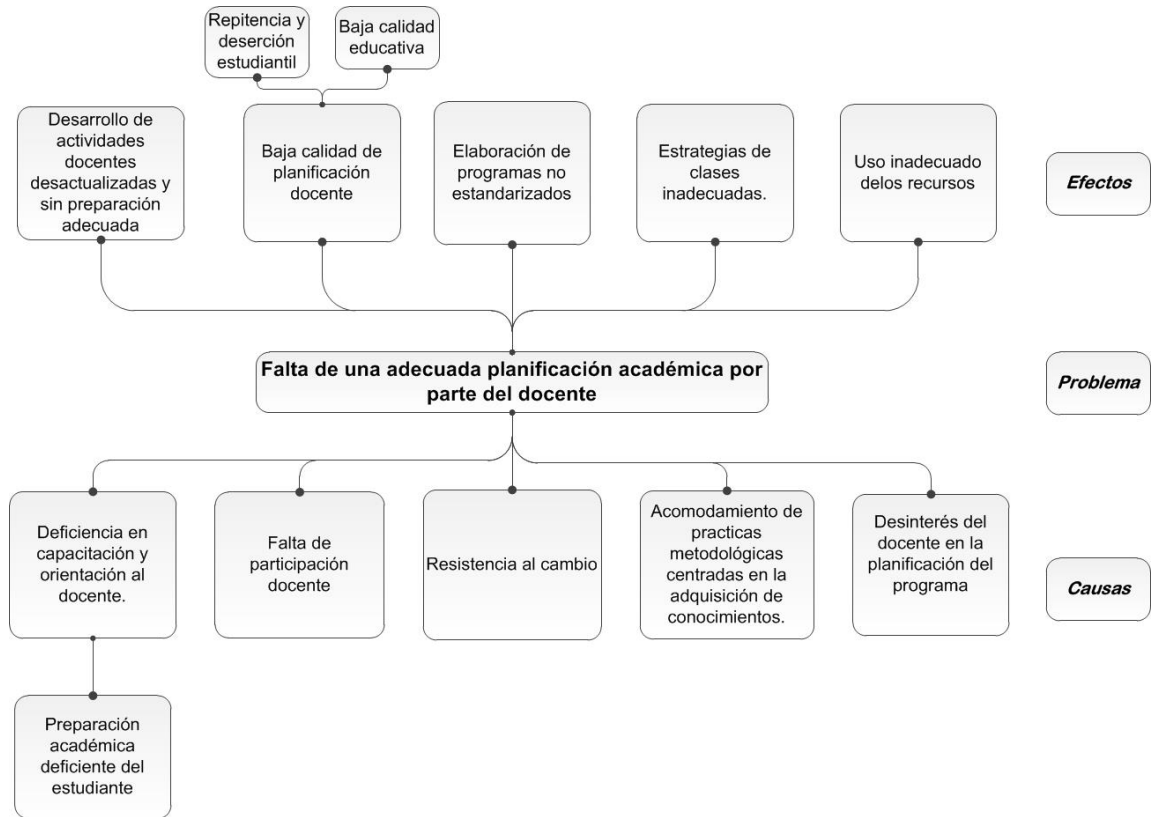 Repitencia y
deserción
estudiantil
Baja calidad
educativa
Desarrollo de
actividades
docentes
desactualizadas y
sin preparación
adecuada
Baja calidad de
planificación
docente
Elaboración de
programas no
estandarizados
Estrategias de
clases
inadecuadas.
Uso inadecuado
delos recursos
Efectos
Falta de una adecuada planificación académica por
parte del docente
Problema
Deficiencia en
capacitación y
orientación al
docente.
Falta de
participación
docente
Resistencia al cambio
Acomodamiento de
practicas
metodológicas
centradas en la
adquisición de
conocimientos.
Desinterés del
docente en la
planificación del
programa
Causas
Preparación
académica
deficiente del
estudiante